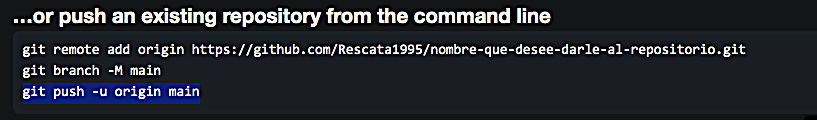 …or push an existing repository from the command line
git remote add origin https://github.com/Rescata1995/nombre-que-desee-darle-al-repositorio.git
git branch -M main
git push -u origin main